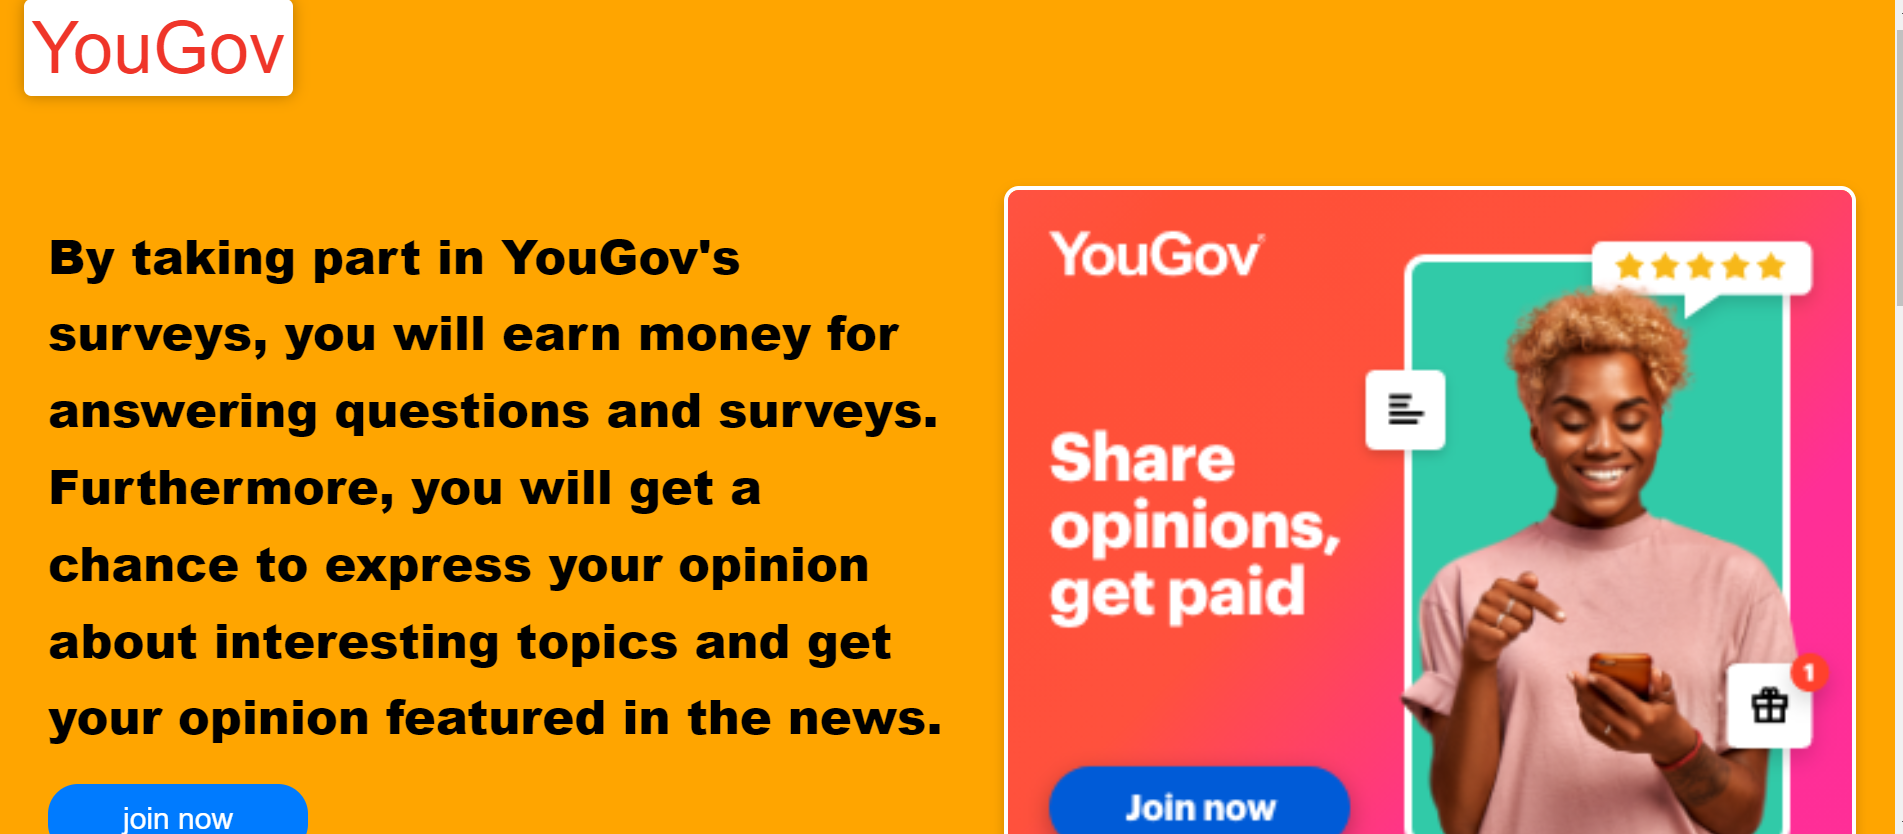 YouGov
By taking part in YouGov's
surveys, you will earn money for
answering questions and surveys.
Furthermore, you will get a
chance to express your opinion
about interesting topics and get
your opinion featured in the news.
join now
YouGov
Share
opinions,
get paid
1
Join now